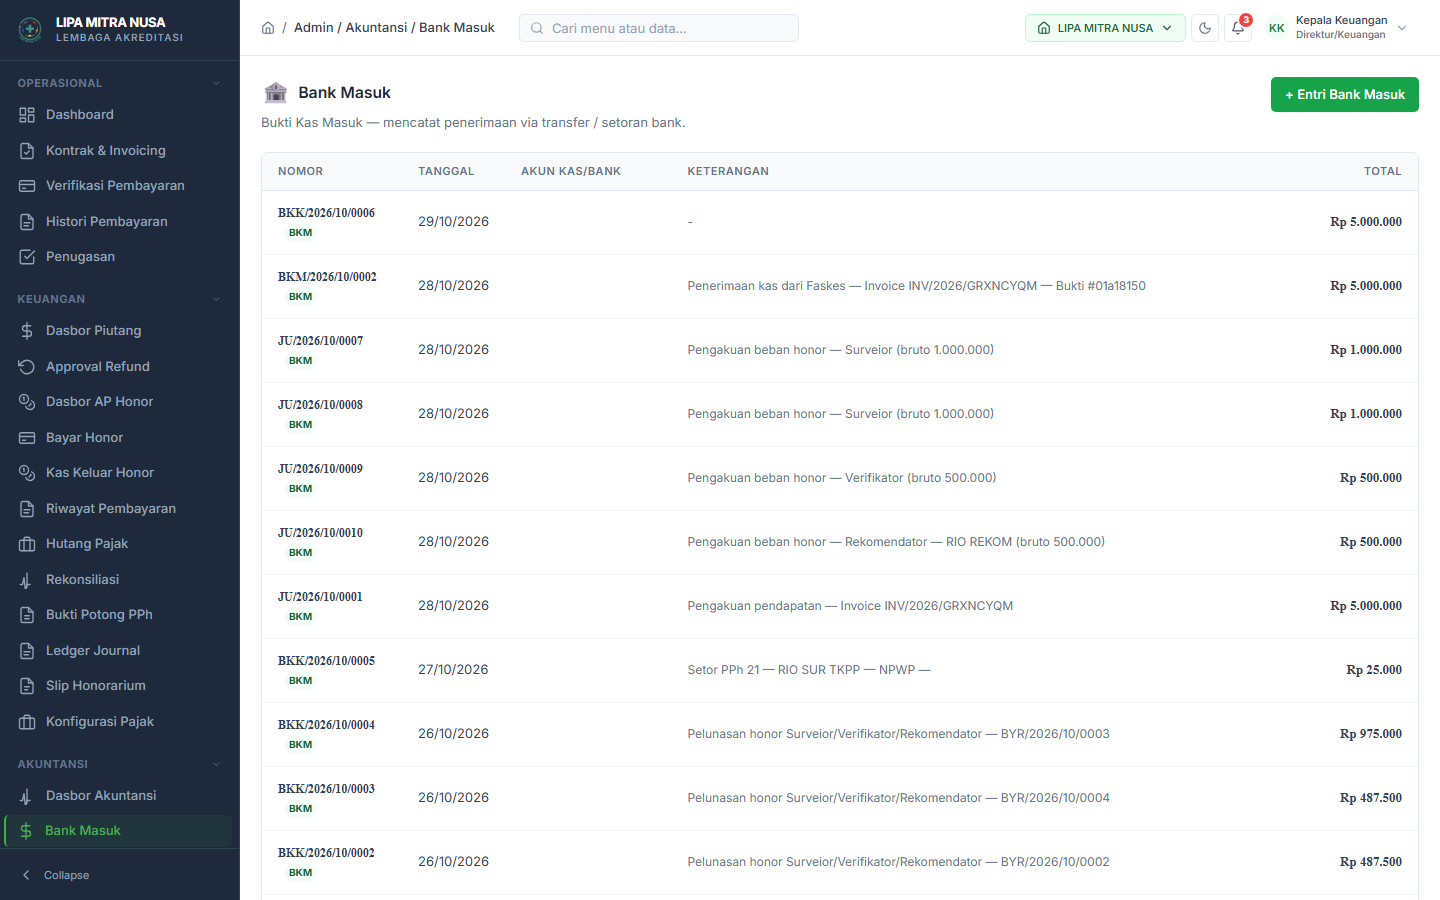 LIPA MITRA NUSA
LEMBAGA AKREDITASI
OPERASIONAL
Dashboard
Kontrak & Invoicing
Verifikasi Pembayaran
Histori Pembayaran
Penugasan
KEUANGAN
Dasbor Piutang
Approval Refund
Dasbor AP Honor
Bayar Honor
Kas Keluar Honor
Riwayat Pembayaran
Hutang Pajak
Rekonsiliasi
Bukti Potong PPh
Ledger Journal
Slip Honorarium
Konfigurasi Pajak
AKUNTANSI
Dasbor Akuntansi
Bank Masuk
Collapse
/ Admin / Akuntansi / Bank Masuk
Cari menu atau data...
LIPA MITRA NUSA
3
KK
Kepala Keuangan
Direktur/Keuangan
Bank Masuk
Bukti Kas Masuk — mencatat penerimaan via transfer / setoran bank.
+ Entri Bank Masuk
NOMOR TANGGAL AKUN KAS/BANK KETERANGAN TOTAL
BKK/2026/10/0006
BKM
29/10/2026 - Rp 5.000.000
BKM/2026/10/0002
BKM
28/10/2026 Penerimaan kas dari Faskes — Invoice INV/2026/GRXNCYQM — Bukti #01a18150 Rp 5.000.000
JU/2026/10/0007
BKM
28/10/2026 Pengakuan beban honor — Surveior (bruto 1.000.000) Rp 1.000.000
JU/2026/10/0008
BKM
28/10/2026 Pengakuan beban honor — Surveior (bruto 1.000.000) Rp 1.000.000
JU/2026/10/0009
BKM
28/10/2026 Pengakuan beban honor — Verifikator (bruto 500.000) Rp 500.000
JU/2026/10/0010
BKM
28/10/2026 Pengakuan beban honor — Rekomendator — RIO REKOM (bruto 500.000) Rp 500.000
JU/2026/10/0001
BKM
28/10/2026 Pengakuan pendapatan — Invoice INV/2026/GRXNCYQM Rp 5.000.000
BKK/2026/10/0005
BKM
27/10/2026 Setor PPh 21 — RIO SUR TKPP — NPWP — Rp 25.000
BKK/2026/10/0004
BKM
26/10/2026 Pelunasan honor Surveior/Verifikator/Rekomendator — BYR/2026/10/0003 Rp 975.000
BKK/2026/10/0003
BKM
26/10/2026 Pelunasan honor Surveior/Verifikator/Rekomendator — BYR/2026/10/0004 Rp 487.500
BKK/2026/10/0002
BKM
26/10/2026 Pelunasan honor Surveior/Verifikator/Rekomendator — BYR/2026/10/0002 Rp 487.500